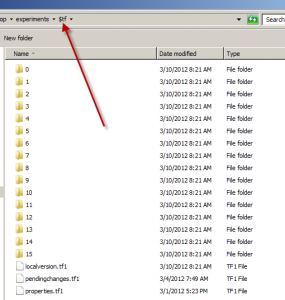 op ▸ experiments ▸ $tf
Search
New folder
Name Date modified Type
0 3/10/2012 8:21 AM File folder
1 3/10/2012 8:21 AM File folder
2 3/10/2012 8:21 AM File folder
3 3/10/2012 8:21 AM File folder
4 3/10/2012 8:21 AM File folder
5 3/10/2012 8:21 AM File folder
6 3/10/2012 8:21 AM File folder
7 3/10/2012 8:21 AM File folder
8 3/10/2012 8:21 AM File folder
9 3/10/2012 8:21 AM File folder
10 3/10/2012 8:21 AM File folder
11 3/10/2012 8:21 AM File folder
12 3/10/2012 8:21 AM File folder
13 3/10/2012 8:21 AM File folder
14 3/10/2012 8:21 AM File folder
15 3/10/2012 8:21 AM File folder
localversion.tf1 3/10/2012 8:21 AM TF1 File
pendingchanges.tf1 3/4/2012 7:49 AM TF1 File
properties.tf1 3/1/2012 5:23 PM TF1 File